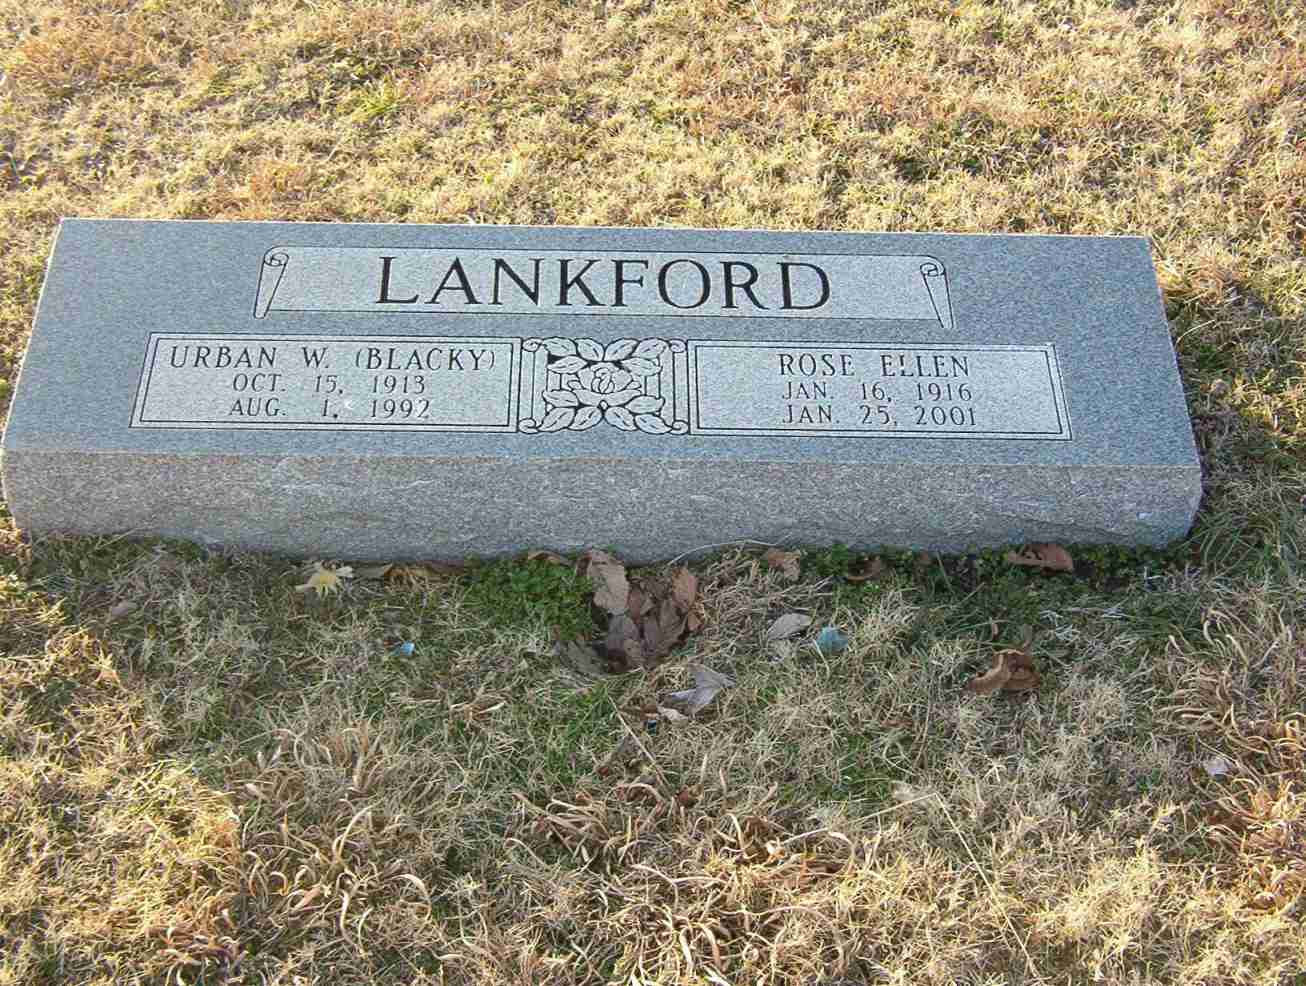 LANKFORD
URBAN W. (BLACKY)
OCT. 15, 1913
AUG. 1, 1992
ROSE ELLEN
JAN. 16, 1916
JAN. 25, 2001